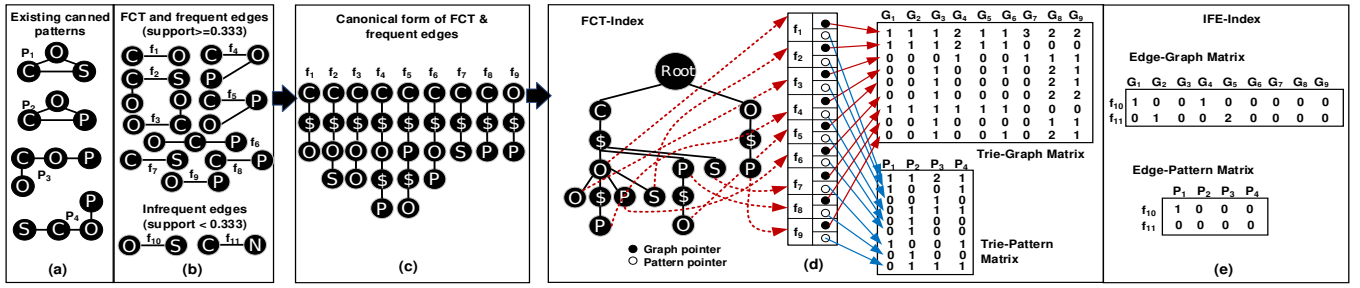 Existing canned
patterns
P1
O
C
S
P2
O
C
P
C
O
P
O
P3
P
P4
S
C
O
(a)
FCT and frequent edges
(support>=0.333)
C
f1
O
C
f2
S
O
f3
C
O
C
f4
O
P
C
f5
P
O
O
C
P
f6
C
S
f7
C
P
f8
O
f9
P
Infrequent edges
(support < 0.333)
O
f10
S
C
f11
N
(b)
Canonical form of FCT &
frequent edges
f1 f2 f3 f4 f5 f6 f7 f8 f9
C C C C C C C C O
$ $ $ $ $ $ $ $ $
O O O O P O S P P
S O $ $ P
P O
(c)
FCT-Index
Root
C O
$ $
O P S P
O $ P S $
P O
● Graph pointer
○ Pattern pointer
f1
f2
f3
f4
f5
f6
f7
f8
f9
(d)
G1 G2 G3 G4 G5 G6 G7 G8 G9
1 1 1 2 1 1 3 2 2
1 1 1 2 1 1 0 0 0
0 0 0 1 0 0 1 1 1
0 0 1 0 0 1 0 2 1
0 0 1 0 0 0 0 2 1
0 0 0 0 0 0 0 2 2
1 1 1 1 1 1 0 0 0
0 0 1 0 0 0 0 2 1
0 0 1 0 0 1 0 2 1
Trie-Graph Matrix
P1 P2 P3 P4
1 1 2 1
1 0 0 1
0 0 1 0
0 1 1 1
0 1 0 0
0 1 0 0
1 0 0 1
0 1 0 0
0 1 1 1
Trie-Pattern
Matrix
IFE-Index
Edge-Graph Matrix
G1 G2 G3 G4 G5 G6 G7 G8 G9
f10 1 0 0 1 0 0 0 0 0
f11 0 1 0 0 2 0 0 0 0
Edge-Pattern Matrix
P1 P2 P3 P4
f10 1 0 0 0
f11 0 0 0 0
(e)